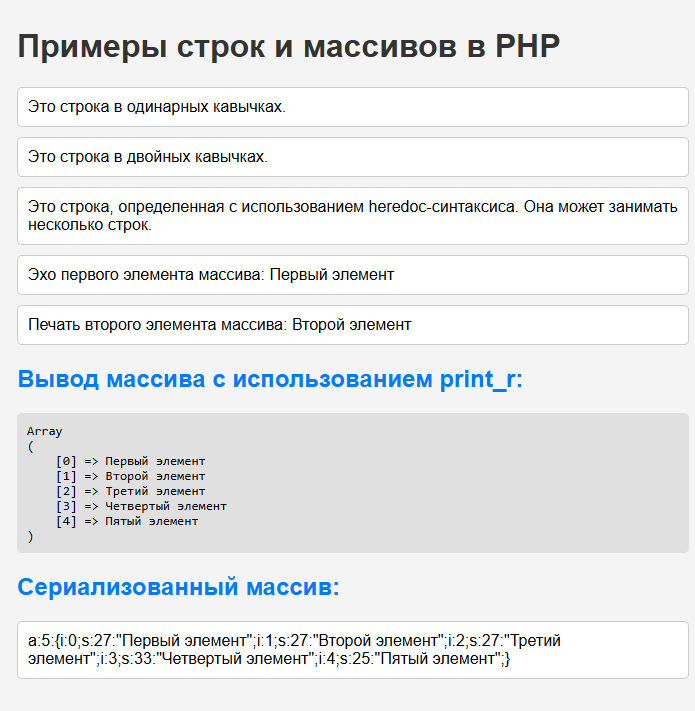 Примеры строк и массивов в PHP
Это строка в одинарных кавычках.
Это строка в двойных кавычках.
Это строка, определенная с использованием heredoc-синтаксиса. Она может занимать
несколько строк.
Эхо первого элемента массива: Первый элемент
Печать второго элемента массива: Второй элемент
Вывод массива с использованием print_r:
Array
(
    [0] => Первый элемент
    [1] => Второй элемент
    [2] => Третий элемент
    [3] => Четвертый элемент
    [4] => Пятый элемент
)
Сериализованный массив:
a:5:{i:0;s:27:"Первый элемент";i:1;s:27:"Второй элемент";i:2;s:27:"Третий
элемент";i:3;s:33:"Четвертый элемент";i:4;s:25:"Пятый элемент";}